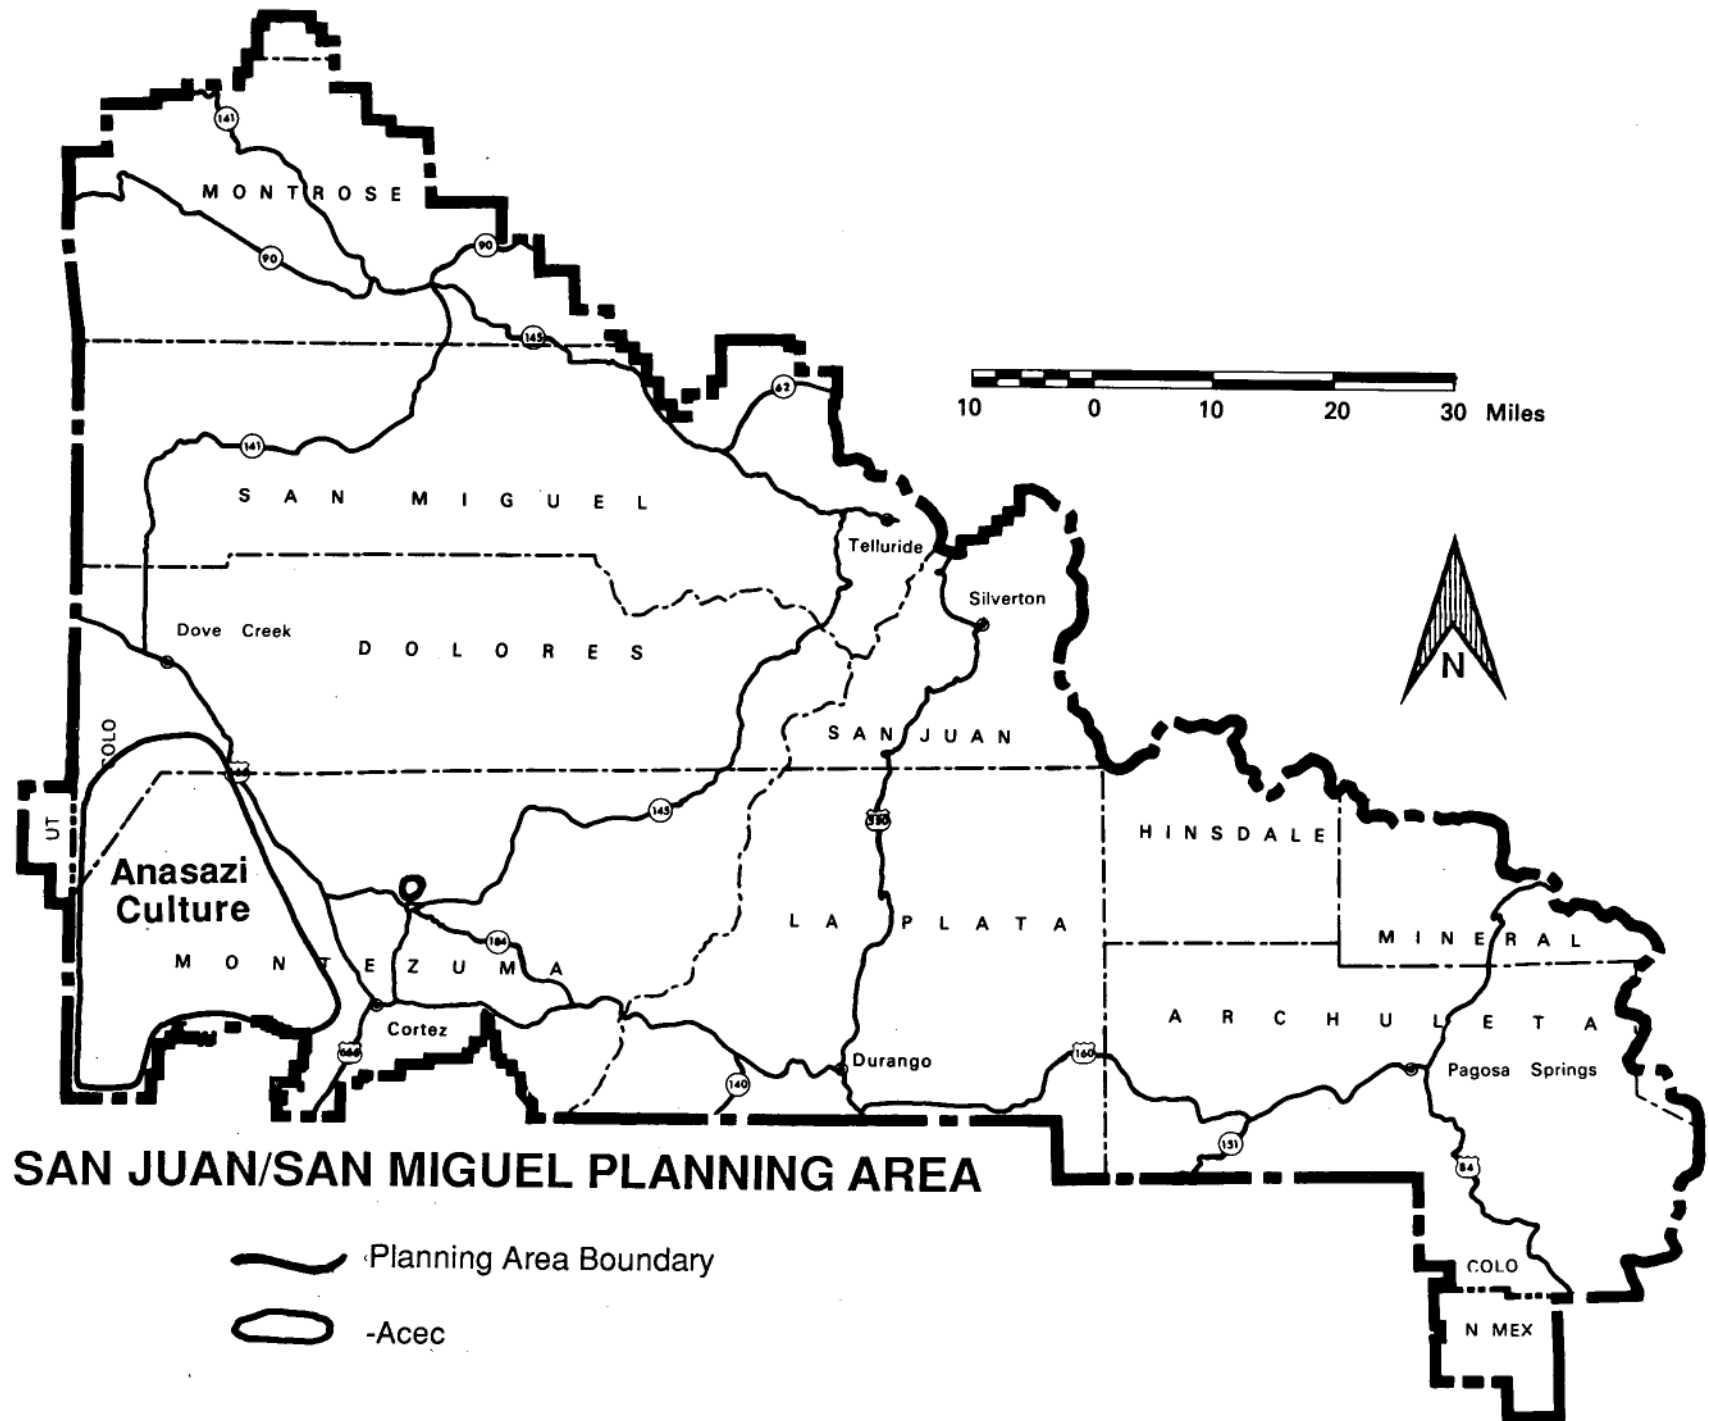 141
MONTROSE
90
90
145
62
10 0 10 20 30 Miles
141
SAN MIGUEL
Telluride
Silverton
Dove Creek
DOLORES
N
COLO
SAN JUAN
145
550
UT
HINSDALE
Anasazi
Culture
LA PLATA
184
MINERAL
MONTEZUMA
ARCHULETA
Cortez
666
Durango
160
Pagosa Springs
140
151
84
SAN JUAN/SAN MIGUEL PLANNING AREA
-Planning Area Boundary
COLO
-Acec
N MEX